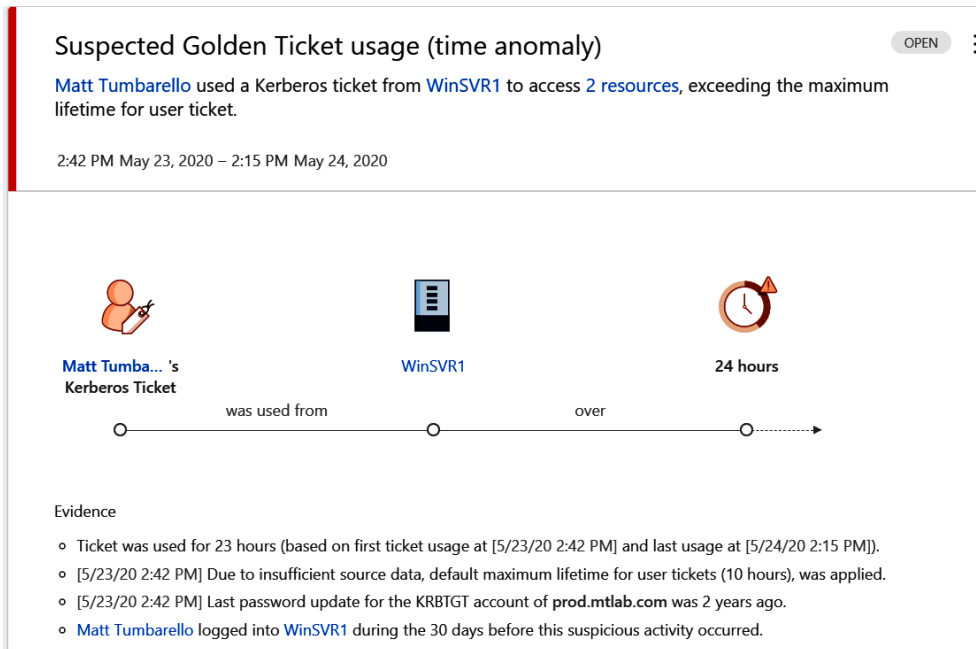 Suspected Golden Ticket usage (time anomaly)
OPEN
Matt Tumbarello used a Kerberos ticket from WinSVR1 to access 2 resources, exceeding the maximum
lifetime for user ticket.
2:42 PM May 23, 2020 – 2:15 PM May 24, 2020
Matt Tumba... 's
Kerberos Ticket
WinSVR1
24 hours
was used from
over
Evidence
Ticket was used for 23 hours (based on first ticket usage at [5/23/20 2:42 PM] and last usage at [5/24/20 2:15 PM]).
[5/23/20 2:42 PM] Due to insufficient source data, default maximum lifetime for user tickets (10 hours), was applied.
[5/23/20 2:42 PM] Last password update for the KRBTGT account of prod.mtlab.com was 2 years ago.
Matt Tumbarello logged into WinSVR1 during the 30 days before this suspicious activity occurred.